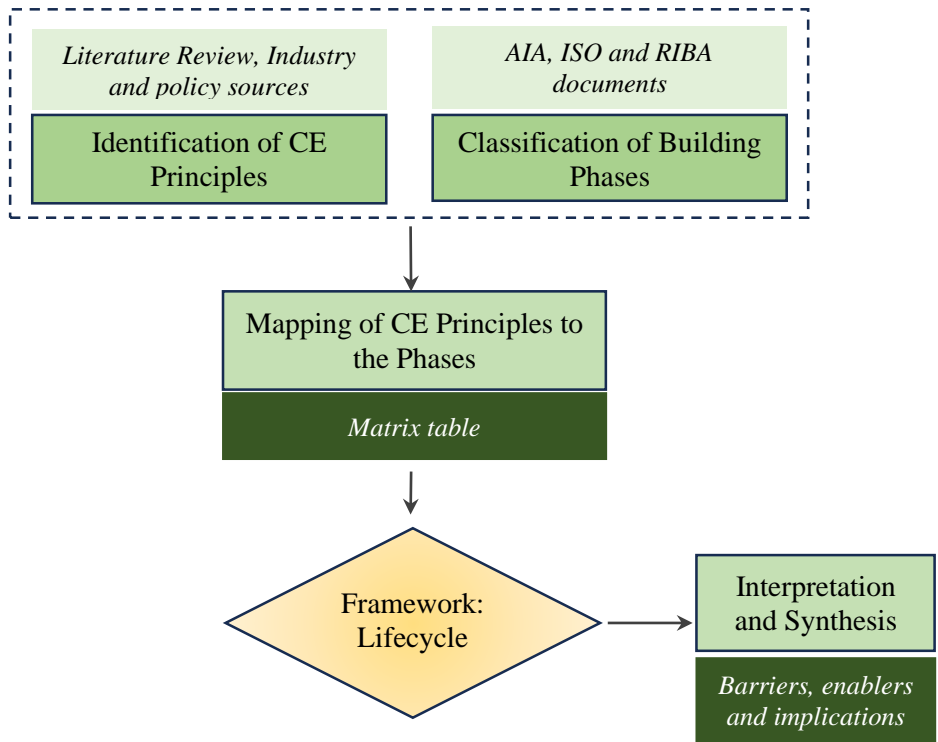 Literature Review, Industry
and policy sources
Identification of CE
Principles
AIA, ISO and RIBA
documents
Classification of Building
Phases
Mapping of CE Principles to
the Phases
Matrix table
Framework:
Lifecycle
Interpretation
and Synthesis
Barriers, enablers
and implications